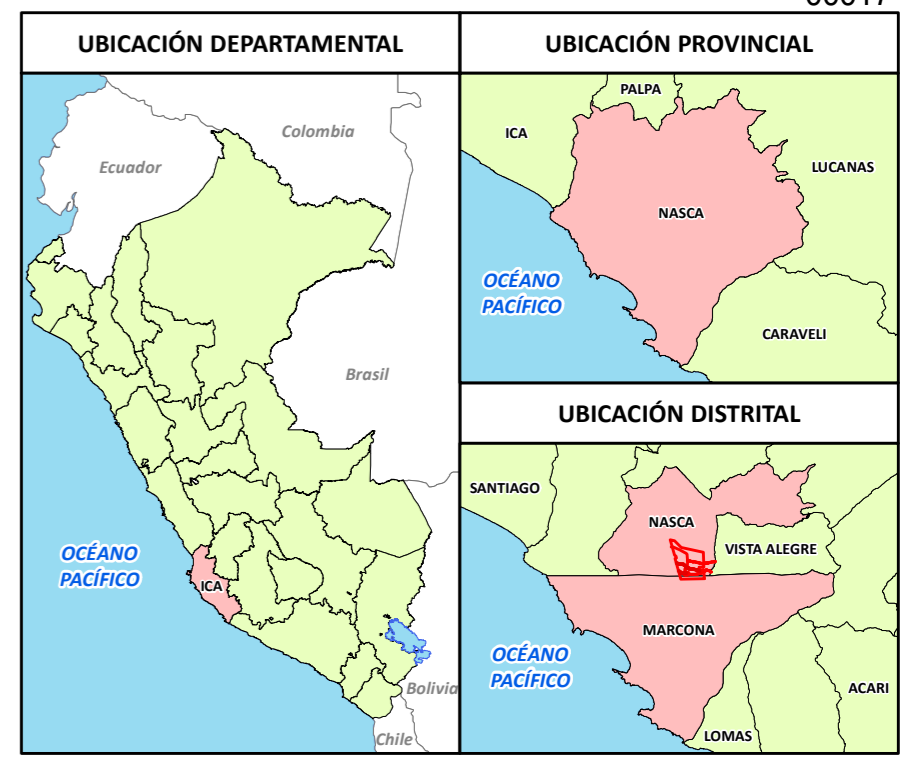 UBICACIÓN DEPARTAMENTAL
Colombia
Ecuador
Brasil
OCÉANO
PACÍFICO
ICA
Bolivia
Chile
UBICACIÓN PROVINCIAL
PALPA
ICA
LUCANAS
NASCA
OCÉANO
PACÍFICO
CARAVELI
UBICACIÓN DISTRITAL
SANTIAGO
NASCA
VISTA ALEGRE
MARCONA
OCÉANO
PACÍFICO
ACARI
LOMAS